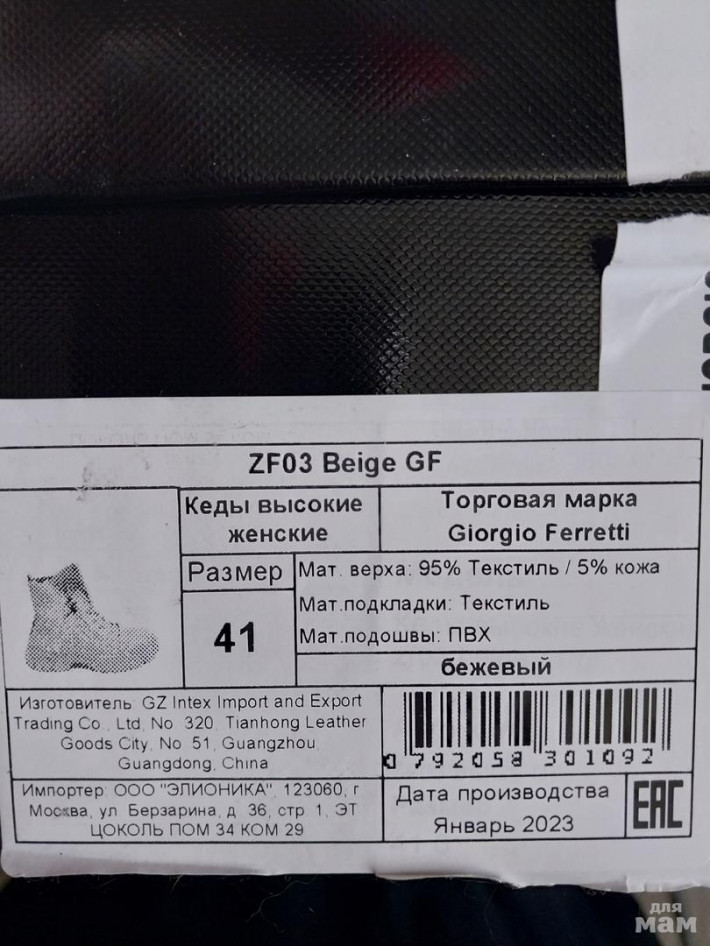 ZF03 Beige GF
Кеды высокие
женские
Торговая марка
Giorgio Ferretti
Размер
41
Мат. верха: 95% Текстиль / 5% кожа
Мат.подкладки: Текстиль
Мат.подошвы: ПВХ
бежевый
Изготовитель: GZ Intex Import and Export
Trading Co., Ltd, No. 320, Tianhong Leather
Goods City, No. 51, Guangzhou,
Guangdong, China
0 792058 301092
Импортер: ООО "ЭЛИОНИКА", 123060, г
Москва, ул. Берзарина, д. 36, стр. 1, ЭТ
ЦОКОЛЬ ПОМ 34 КОМ 29
Дата производства
Январь 2023
EAC
для
мам